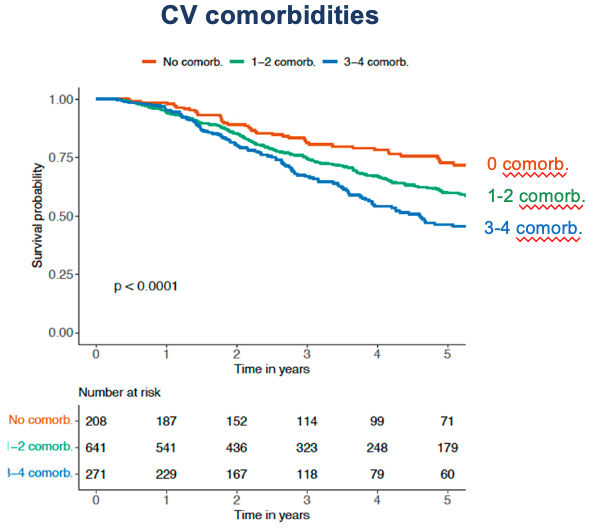 CV comorbidities
No comorb. 1–2 comorb. 3–4 comorb.
Survival probability
1.00
0.75
0.50
0.25
0.00
p < 0.0001
0 comorb.
1-2 comorb.
3-4 comorb.
0 1 2 3 4 5
Time in years
Number at risk
No comorb. 208 187 152 114 99 71
–2 comorb. 641 541 436 323 248 179
–4 comorb. 271 229 167 118 79 60
0 1 2 3 4 5
Time in years